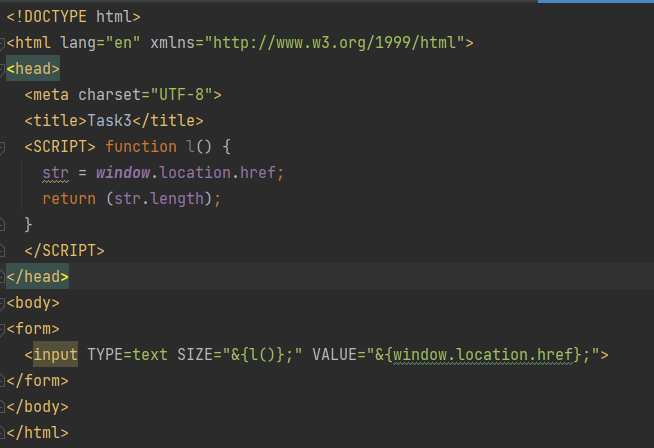 <!DOCTYPE html>
<html lang="en" xmlns="http://www.w3.org/1999/html">
<head>
  <meta charset="UTF-8">
  <title>Task3</title>
  <SCRIPT> function l() {
    str = window.location.href;
    return (str.length);
  }
  </SCRIPT>
</head>
<body>
<form>
  <input TYPE=text SIZE="&{l()};" VALUE="&{window.location.href};">
</form>
</body>
</html>